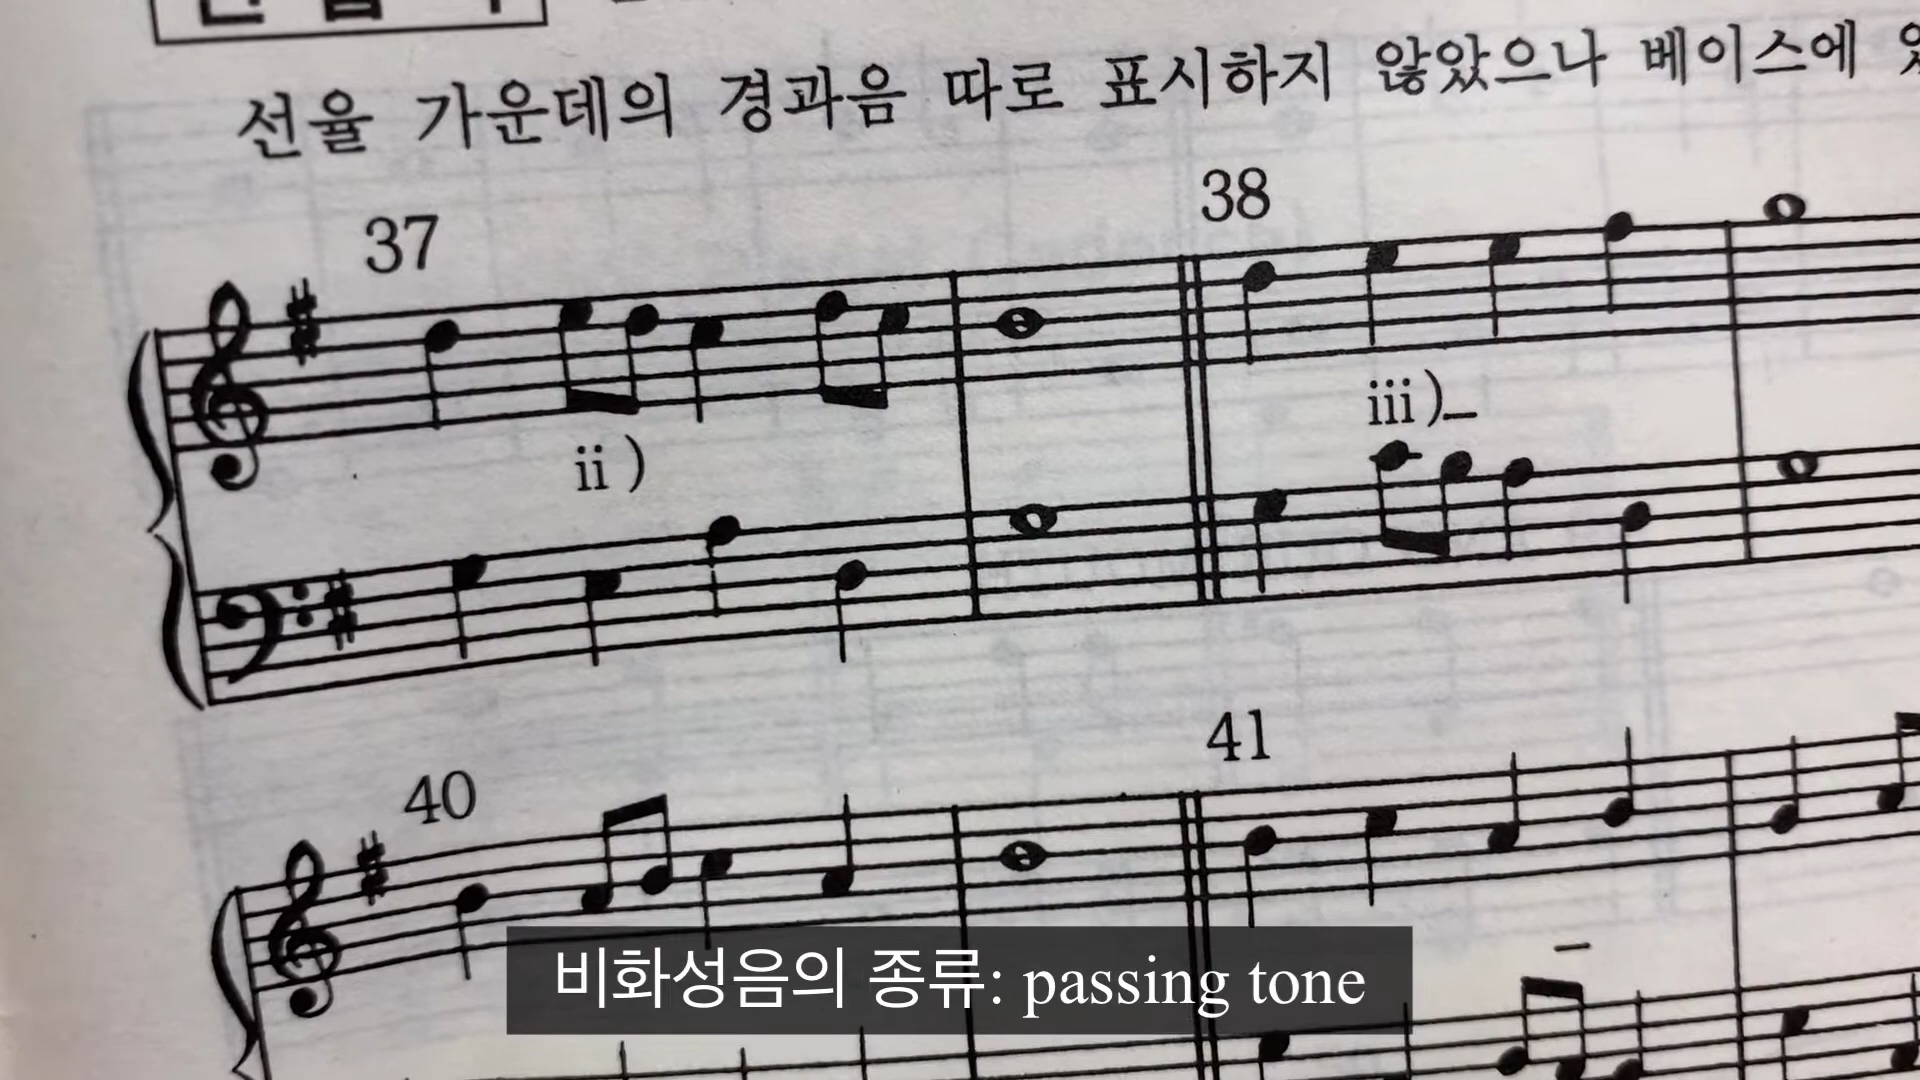 선율 가운데의 경과음 따로 표시하지 않았으나 베이스에
37
38
ii)
iii)
40
41
비화성음의 종류: passing tone